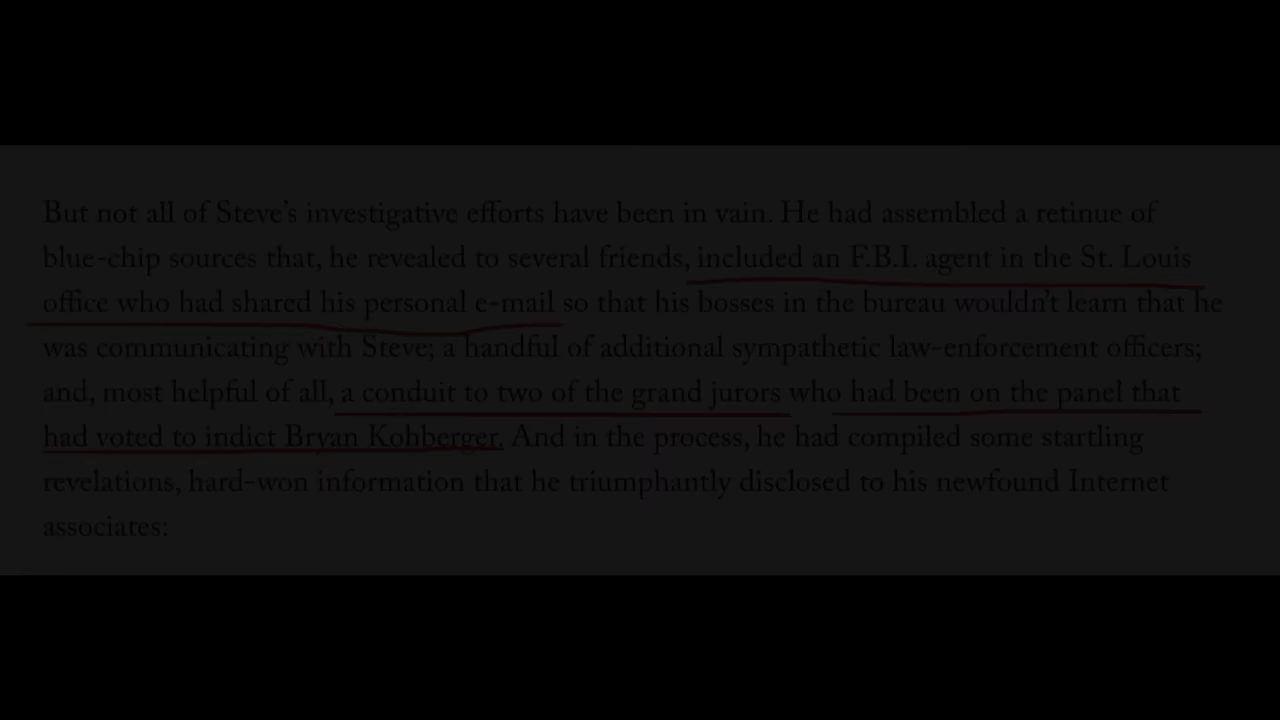 But not all of Steve's investigative efforts have been in vain. He had assembled a retinue of
blue-chip sources that, he revealed to several friends, included an F.B.I. agent in the St. Louis
office who had shared his personal e-mail so that his bosses in the bureau wouldn't learn that he
was communicating with Steve; a handful of additional sympathetic law-enforcement officers;
and, most helpful of all, a conduit to two of the grand jurors who had been on the panel that
had voted to indict Bryan Kohberger. And in the process, he had compiled some startling
revelations, hard-won information that he triumphantly disclosed to his newfound Internet
associates: